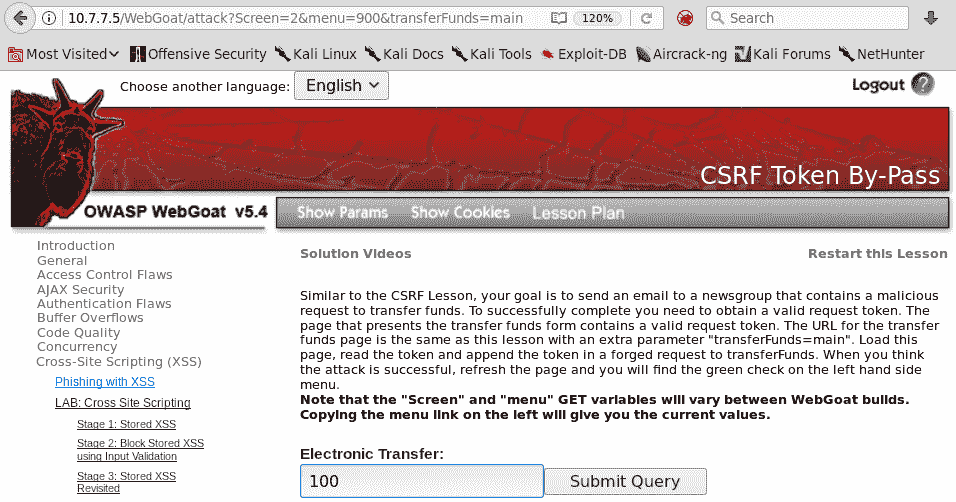 10.7.7.5/WebGoat/attack?Screen=2&menu=900&transferFunds=main 120% Search
Most Visited Offensive Security Kali Linux Kali Docs Kali Tools Exploit-DB Aircrack-ng Kali Forums NetHunter
Choose another language: English Logout ?
CSRF Token By-Pass
OWASP WebGoat v5.4 Show Params Show Cookies Lesson Plan
Introduction
General
Access Control Flaws
AJAX Security
Authentication Flaws
Buffer Overflows
Code Quality
Concurrency
Cross-Site Scripting (XSS)
Phishing with XSS
LAB: Cross Site Scripting
Stage 1: Stored XSS
Stage 2: Block Stored XSS
using Input Validation
Stage 3: Stored XSS
Revisited
Solution Videos Restart this Lesson
Similar to the CSRF Lesson, your goal is to send an email to a newsgroup that contains a malicious
request to transfer funds. To successfully complete you need to obtain a valid request token. The
page that presents the transfer funds form contains a valid request token. The URL for the transfer
funds page is the same as this lesson with an extra parameter "transferFunds=main". Load this
page, read the token and append the token in a forged request to transferFunds. When you think
the attack is successful, refresh the page and you will find the green check on the left hand side
menu.
Note that the "Screen" and "menu" GET variables will vary between WebGoat builds.
Copying the menu link on the left will give you the current values.
Electronic Transfer:
100 Submit Query